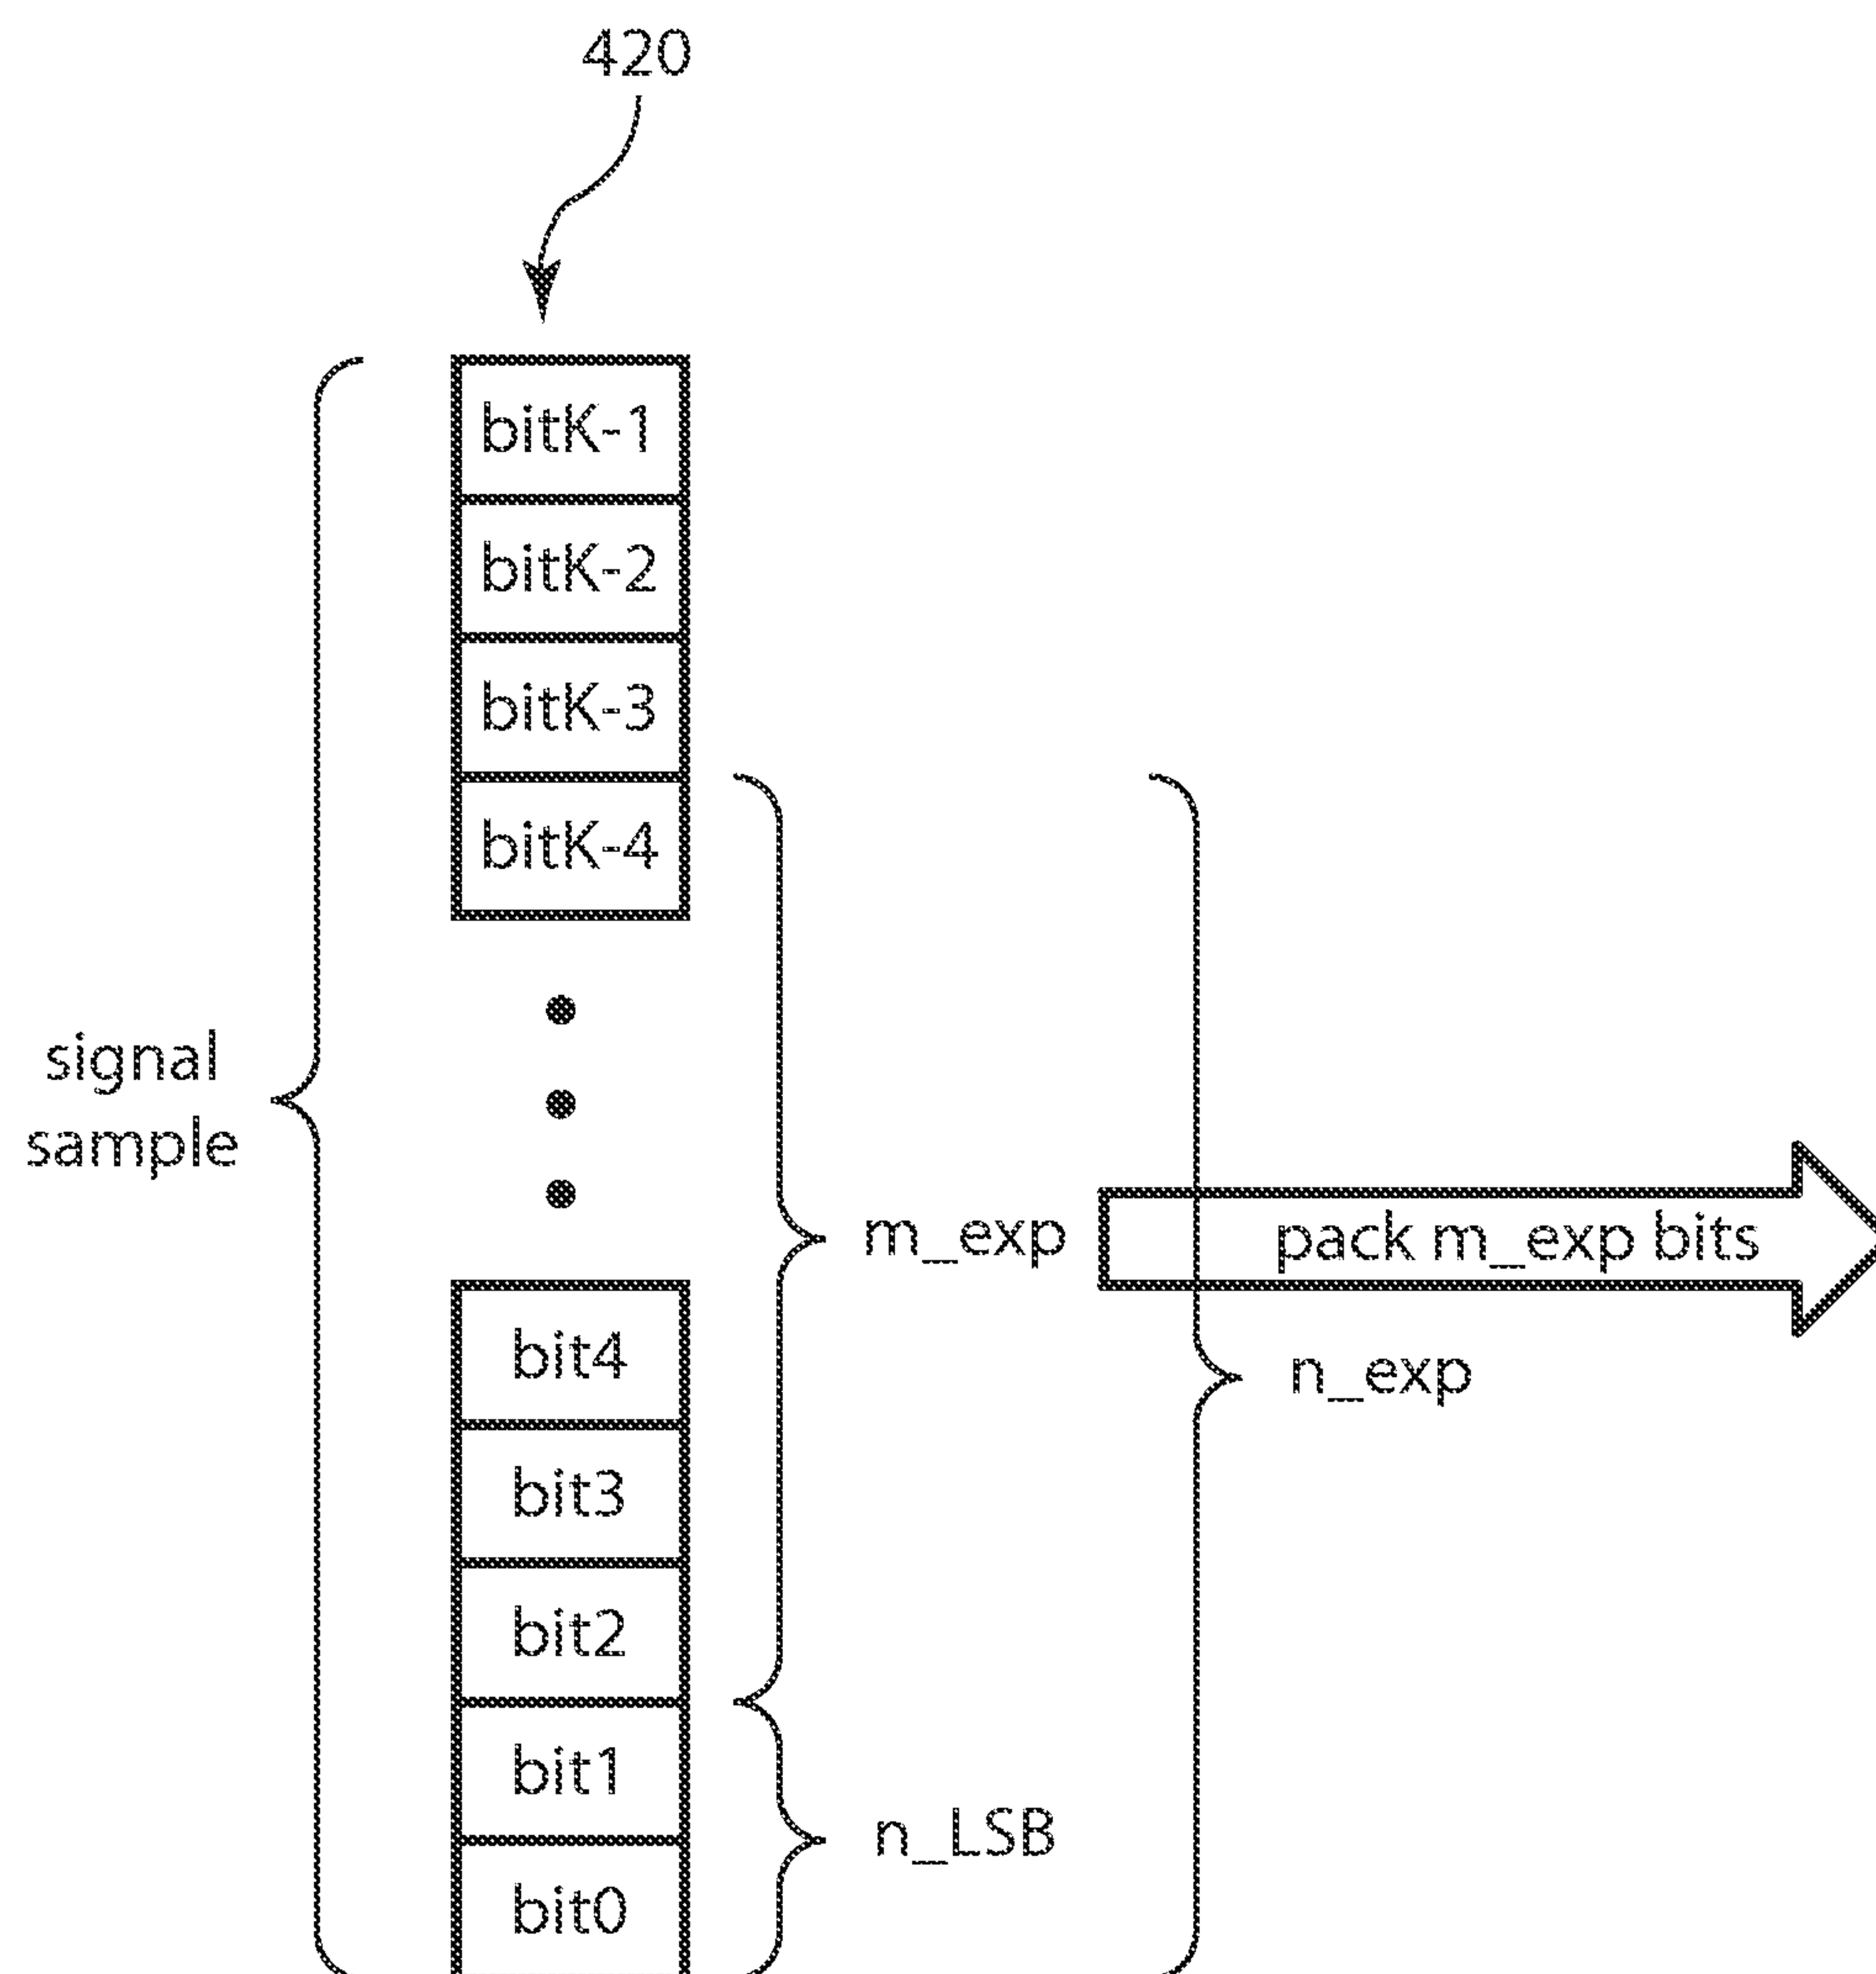 420
bitK-1
bitK-2
bitK-3
bitK-4
signal
sample
m_exp
pack m_exp bits
n_exp
bit4
bit3
bit2
bit1
n_LSB
bit0